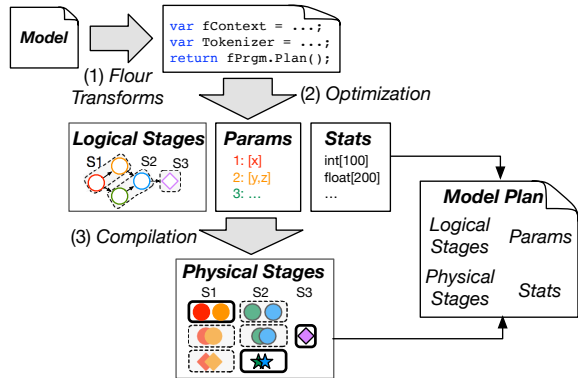 Model
var fContext = ...;
var Tokenizer = ...;
return fPrgm.Plan();
(1) Flour
Transforms
(2) Optimization
Logical Stages
S1
S2
S3
Params
1: [x]
2: [y,z]
3: ...
Stats
int[100]
float[200]
...
(3) Compilation
Physical Stages
S1
S2
S3
Model Plan
Logical
Stages
Params
Physical
Stages
Stats